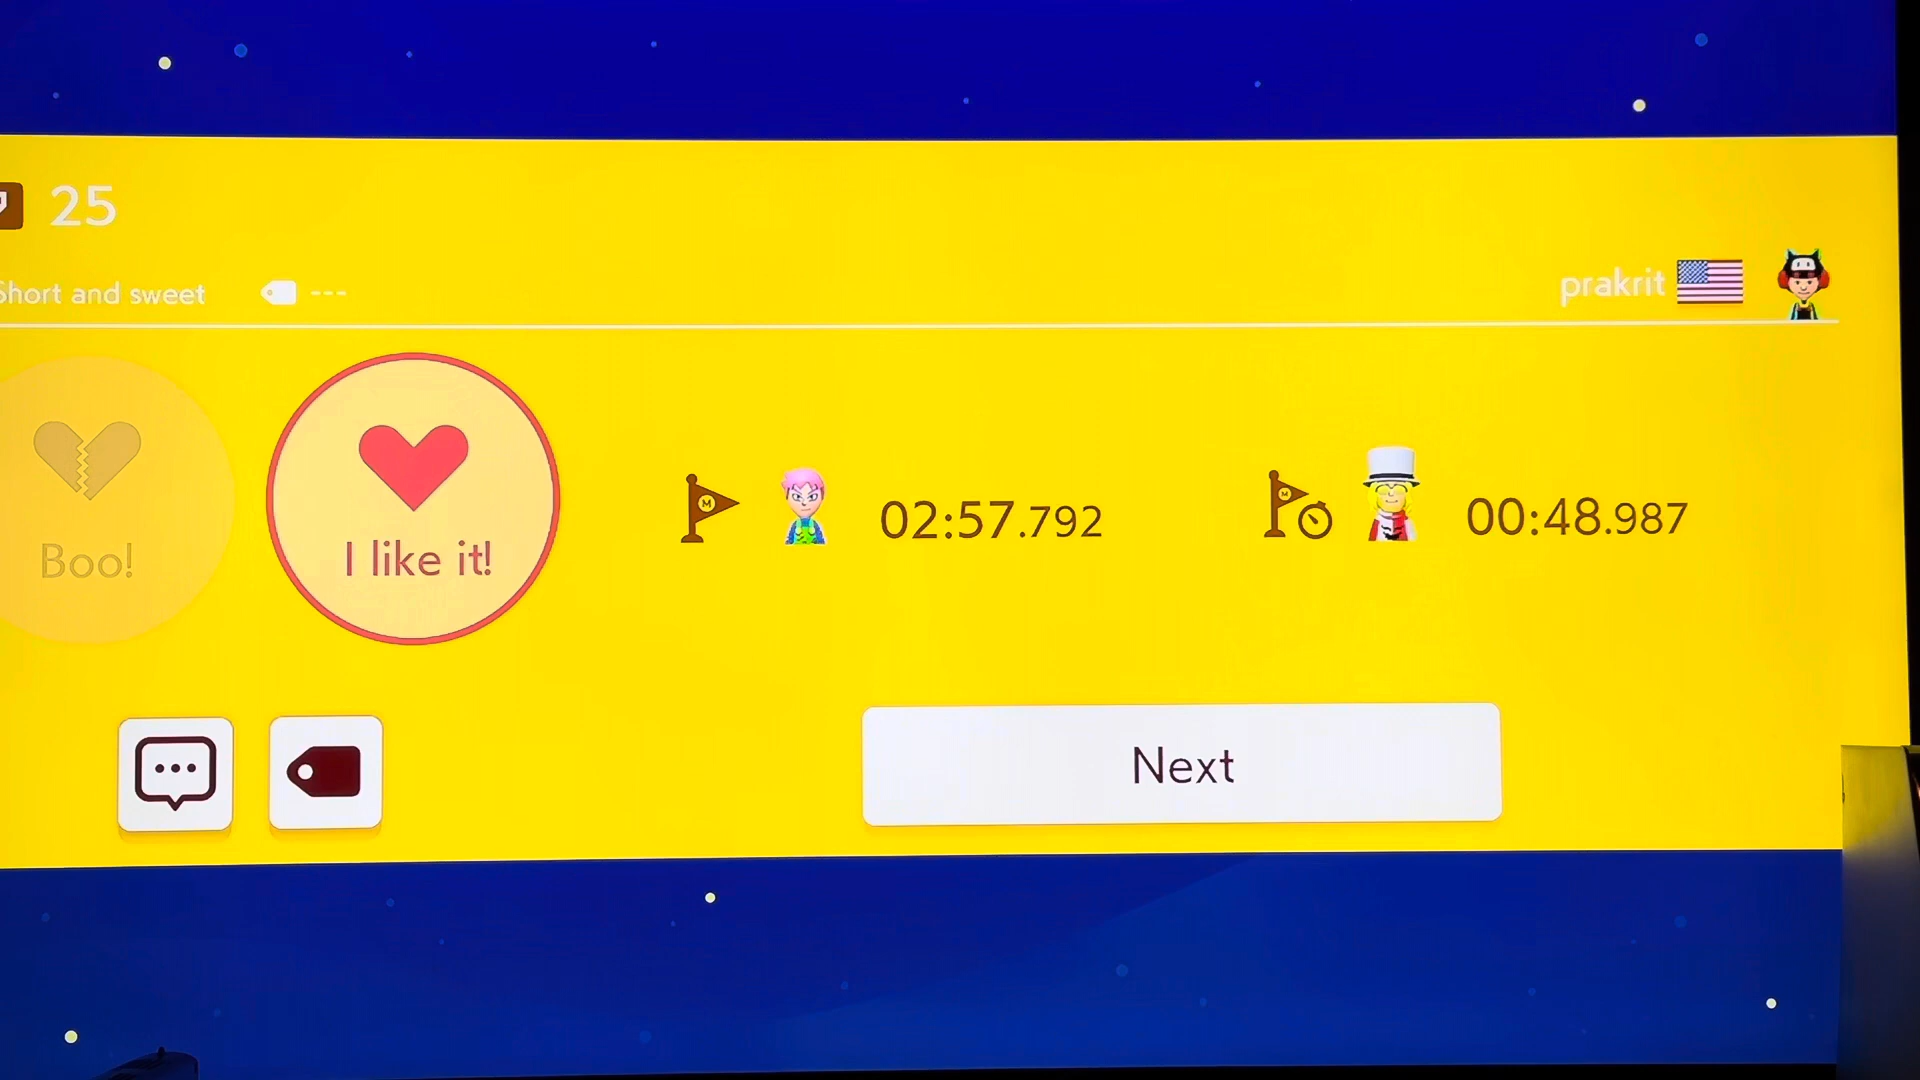 25
Short and sweet ---
prakrit
Boo!
I like it!
M
02:57.792
M
00:48.987
Next